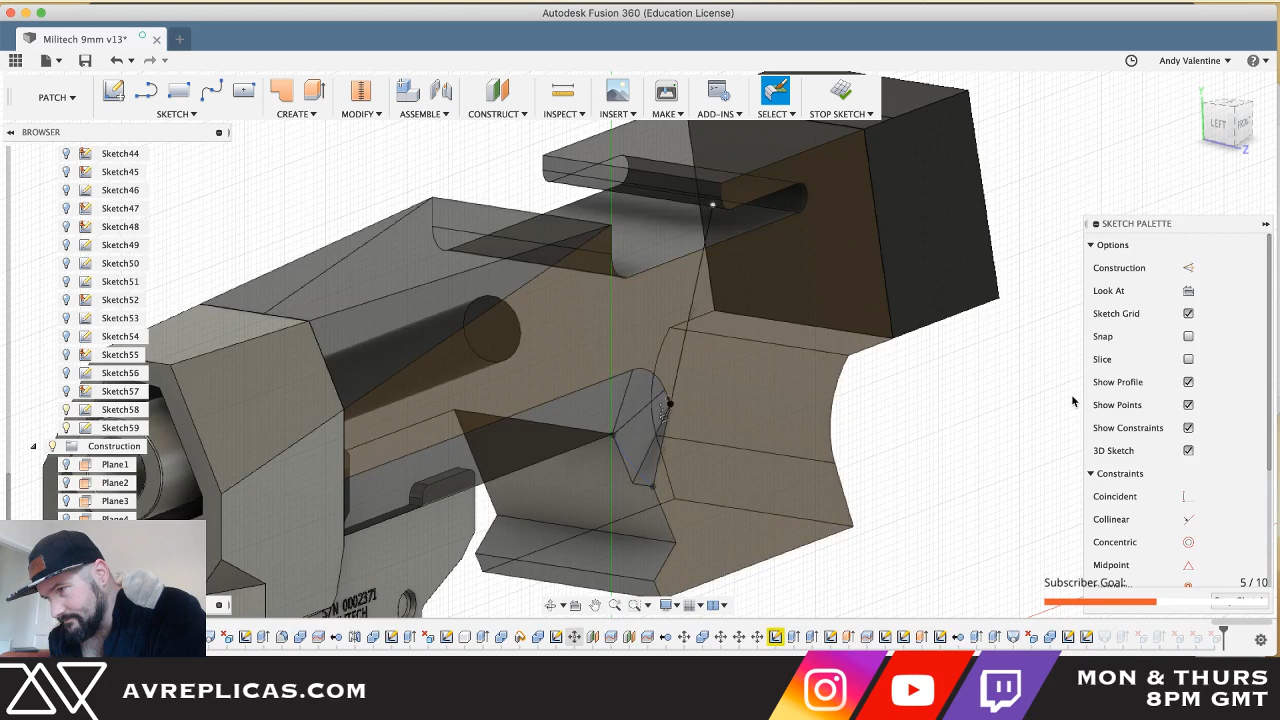 Autodesk Fusion 360 (Education License)
Militech 9mm v13*
Andy Valentine
PATCH
SKETCH
CREATE
MODIFY
ASSEMBLE
CONSTRUCT
INSPECT
INSERT
MAKE
ADD-INS
SELECT
STOP SKETCH
BROWSER
Sketch44
Sketch45
Sketch46
Sketch47
Sketch48
Sketch49
Sketch50
Sketch51
Sketch52
Sketch53
Sketch54
Sketch55
Sketch56
Sketch57
Sketch58
Sketch59
Construction
Plane1
Plane2
Plane3
Y
LEFT
FRONT
Z
SKETCH PALETTE
Options
Construction
Look At
Sketch Grid
Snap
Slice
Show Profile
Show Points
Show Constraints
3D Sketch
Constraints
Coincident
Collinear
Concentric
Midpoint
Subscriber Goal:
5 / 10
S/N 0002371
AVREPLICAS.COM
MON & THURS
8PM GMT